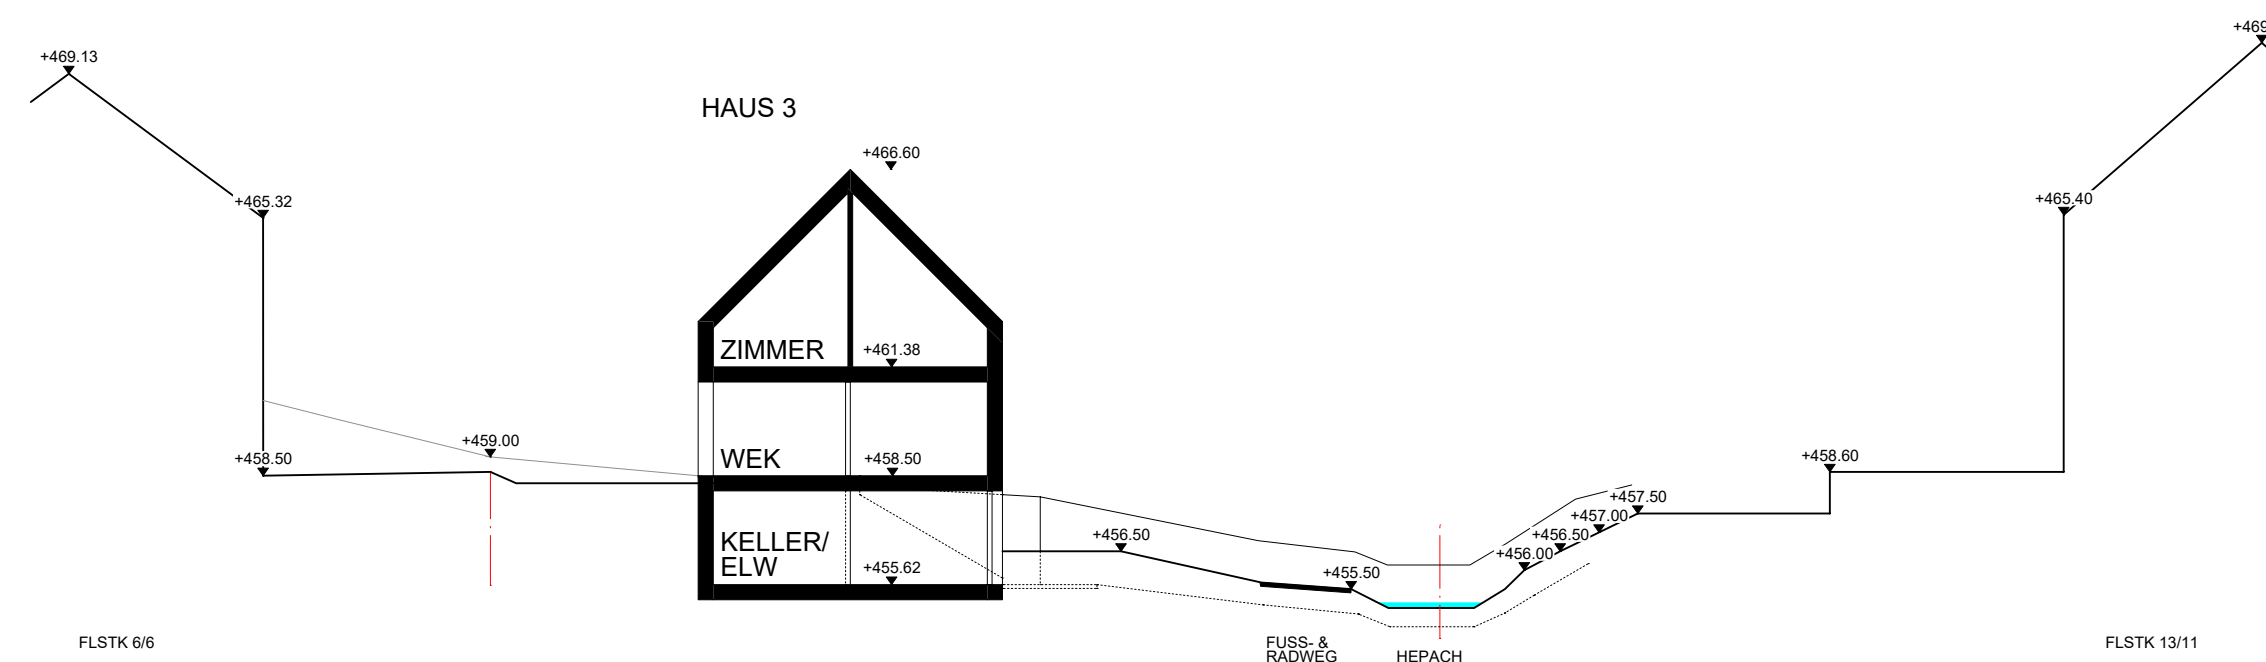 +469
+469.13
HAUS 3
+466.60
+465.32
+465.40
ZIMMER
+461.38
+459.00
+458.50
WEK
+458.50
+458.60
+457.50
+457.00
+456.50
+456.50
+456.00
KELLER/
ELW
+455.62
+455.50
FLSTK 6/6
FUSS- &
RADWEG
HEPACH
FLSTK 13/11